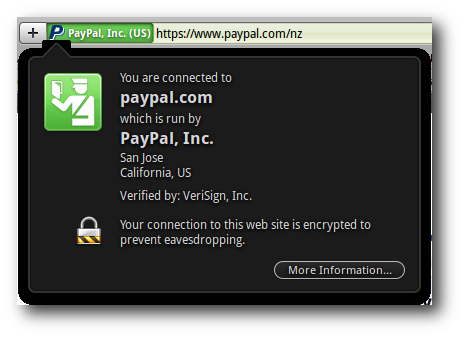 PayPal, Inc. (US) https://www.paypal.com/nz
You are connected to
paypal.com
which is run by
PayPal, Inc.
San Jose
California, US
Verified by: VeriSign, Inc.
Your connection to this web site is encrypted to
prevent eavesdropping.
More Information...